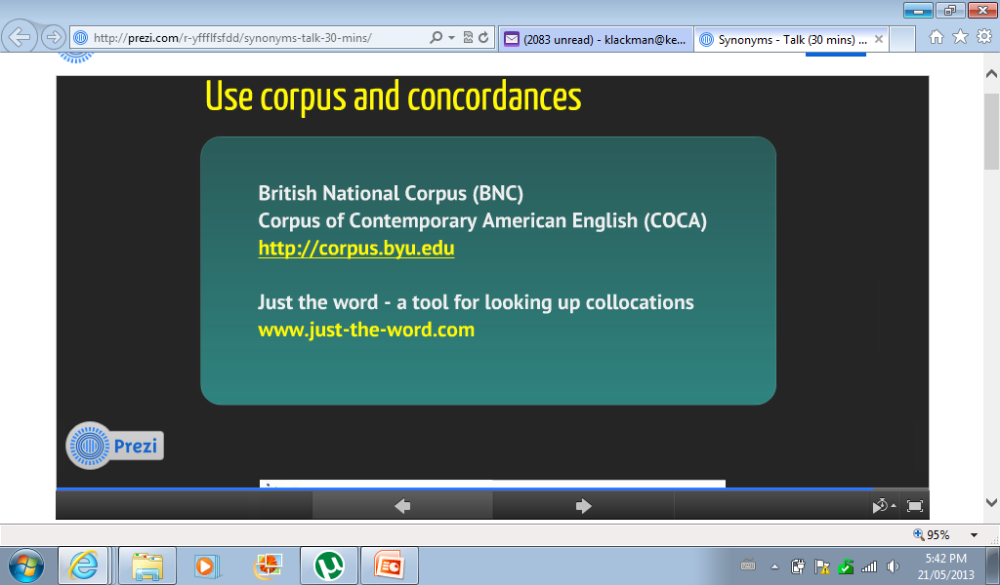 http://prezi.com/r-yffflfsfdd/synonyms-talk-30-mins/
(2083 unread) - klackman@ke...
Synonyms - Talk (30 mins) ...
Use corpus and concordances
British National Corpus (BNC)
Corpus of Contemporary American English (COCA)
http://corpus.byu.edu
Just the word - a tool for looking up collocations
www.just-the-word.com
Prezi
95%
5:42 PM
21/05/2013